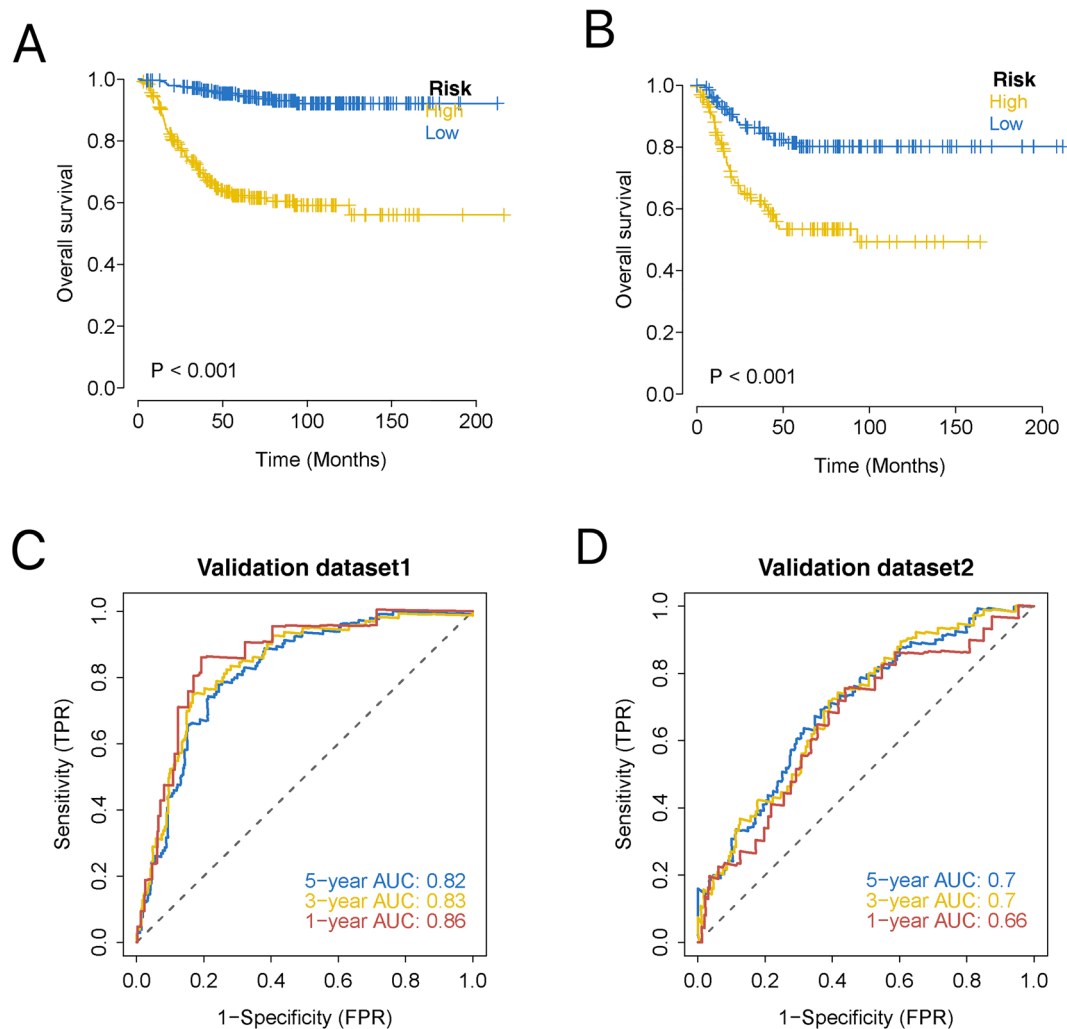 A
Overall survival
1.0
0.8
0.6
0.4
0.2
0.0
Risk
High
Low
P < 0.001
0 50 100 150 200
Time (Months)
B
Overall survival
1.0
0.8
0.6
0.4
0.2
0.0
Risk
High
Low
P < 0.001
0 50 100 150 200
Time (Months)
C
Validation dataset1
Sensitivity (TPR)
1.0
0.8
0.6
0.4
0.2
0.0
5−year AUC: 0.82
3−year AUC: 0.83
1−year AUC: 0.86
0.0 0.2 0.4 0.6 0.8 1.0
1−Specificity (FPR)
D
Validation dataset2
Sensitivity (TPR)
1.0
0.8
0.6
0.4
0.2
0.0
5−year AUC: 0.7
3−year AUC: 0.7
1−year AUC: 0.66
0.0 0.2 0.4 0.6 0.8 1.0
1−Specificity (FPR)